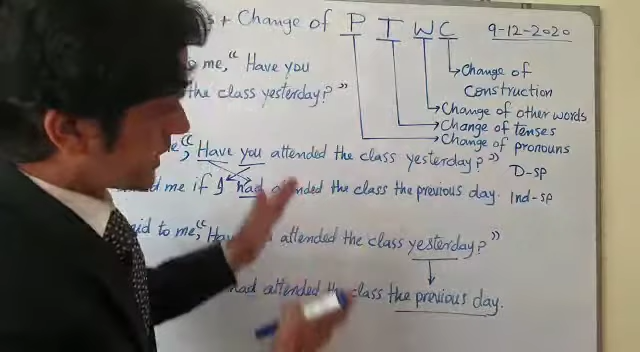 + Change of P T W C 9-12-2020
me, “Have you
Change of
Construction
the class yesterday?”
Change of other words
Change of tenses
Change of pronouns
“Have you attended the class yesterday?” D-sp
me if I had attended the class the previous day. Ind-sp
said to me, “Have attended the class yesterday?”
had attended the class the previous day.